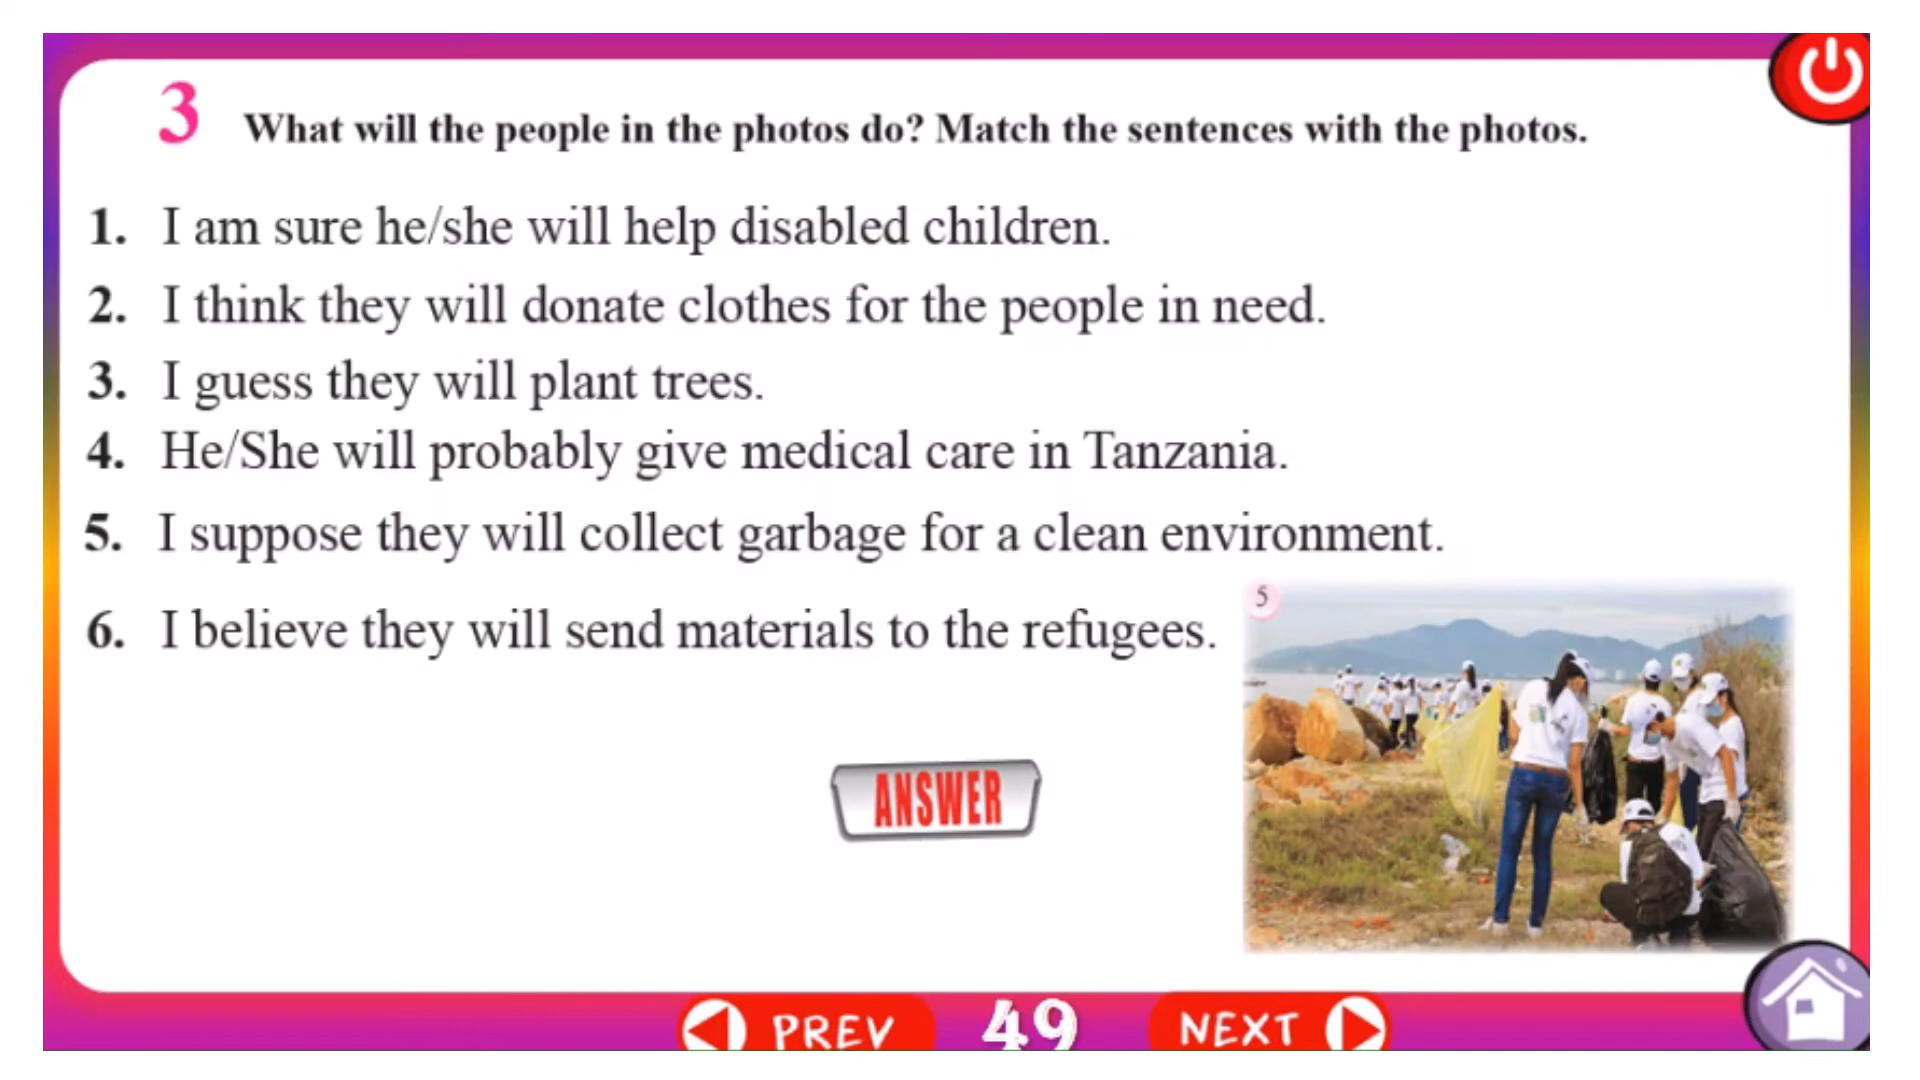 3 What will the people in the photos do? Match the sentences with the photos.
1. I am sure he/she will help disabled children.
2. I think they will donate clothes for the people in need.
3. I guess they will plant trees.
4. He/She will probably give medical care in Tanzania.
5. I suppose they will collect garbage for a clean environment.
6. I believe they will send materials to the refugees.
5
ANSWER
PREV 49 NEXT